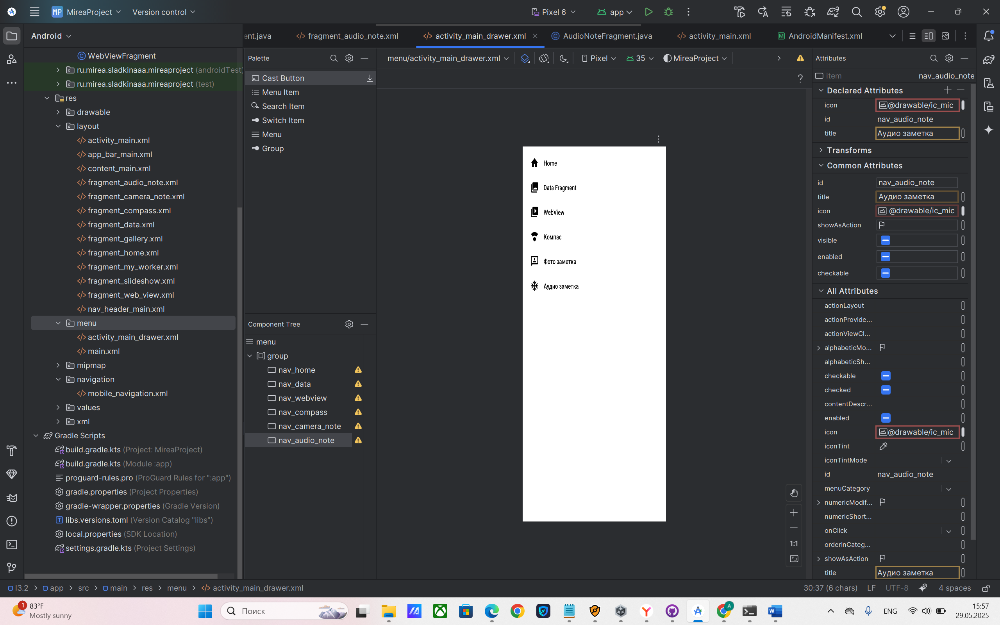 MP MireaProject Version control Pixel 6 app
Android
ent.java fragment_audio_note.xml activity_main_drawer.xml AudioNoteFragment.java activity_main.xml AndroidManifest.xml
WebViewFragment
ru.mirea.sladkinaaa.mireaproject (androidTest)
ru.mirea.sladkinaaa.mireaproject (test)
res
drawable
layout
activity_main.xml
app_bar_main.xml
content_main.xml
fragment_audio_note.xml
fragment_camera_note.xml
fragment_compass.xml
fragment_data.xml
fragment_gallery.xml
fragment_home.xml
fragment_my_worker.xml
fragment_slideshow.xml
fragment_web_view.xml
nav_header_main.xml
menu
activity_main_drawer.xml
main.xml
mipmap
navigation
mobile_navigation.xml
values
xml
Gradle Scripts
build.gradle.kts (Project: MireaProject)
build.gradle.kts (Module :app)
proguard-rules.pro (ProGuard Rules for ":app")
gradle.properties (Project Properties)
gradle-wrapper.properties (Gradle Version)
libs.versions.toml (Version Catalog "libs")
local.properties (SDK Location)
settings.gradle.kts (Project Settings)
Palette
Cast Button
Menu Item
Search Item
Switch Item
Menu
Group
Component Tree
menu
group
nav_home
nav_data
nav_webview
nav_compass
nav_camera_note
nav_audio_note
menu/activity_main_drawer.xml Pixel 35 MireaProject
?
Home
Data Fragment
WebView
Компас
Фото заметка
Аудио заметка
1:1
Attributes
item nav_audio_note
Declared Attributes
icon @drawable/ic_mic
id nav_audio_note
title Аудио заметка
Transforms
Common Attributes
id nav_audio_note
title Аудио заметка
icon @drawable/ic_mic
showAsAction
visible
enabled
checkable
All Attributes
actionLayout
actionProvide...
actionViewCl...
alphabeticMo...
alphabeticSh...
checkable
checked
contentDescr...
enabled
icon @drawable/ic_mic
iconTint
iconTintMode
id nav_audio_note
menuCategory
numericModif...
numericShort...
onClick
orderInCateg...
showAsAction
title Аудио заметка
l3.2 app src main res menu activity_main_drawer.xml 30:37 (6 chars) LF UTF-8 4 spaces
1 83°F
Mostly sunny
Поиск
A
ENG
15:57
29.05.2025